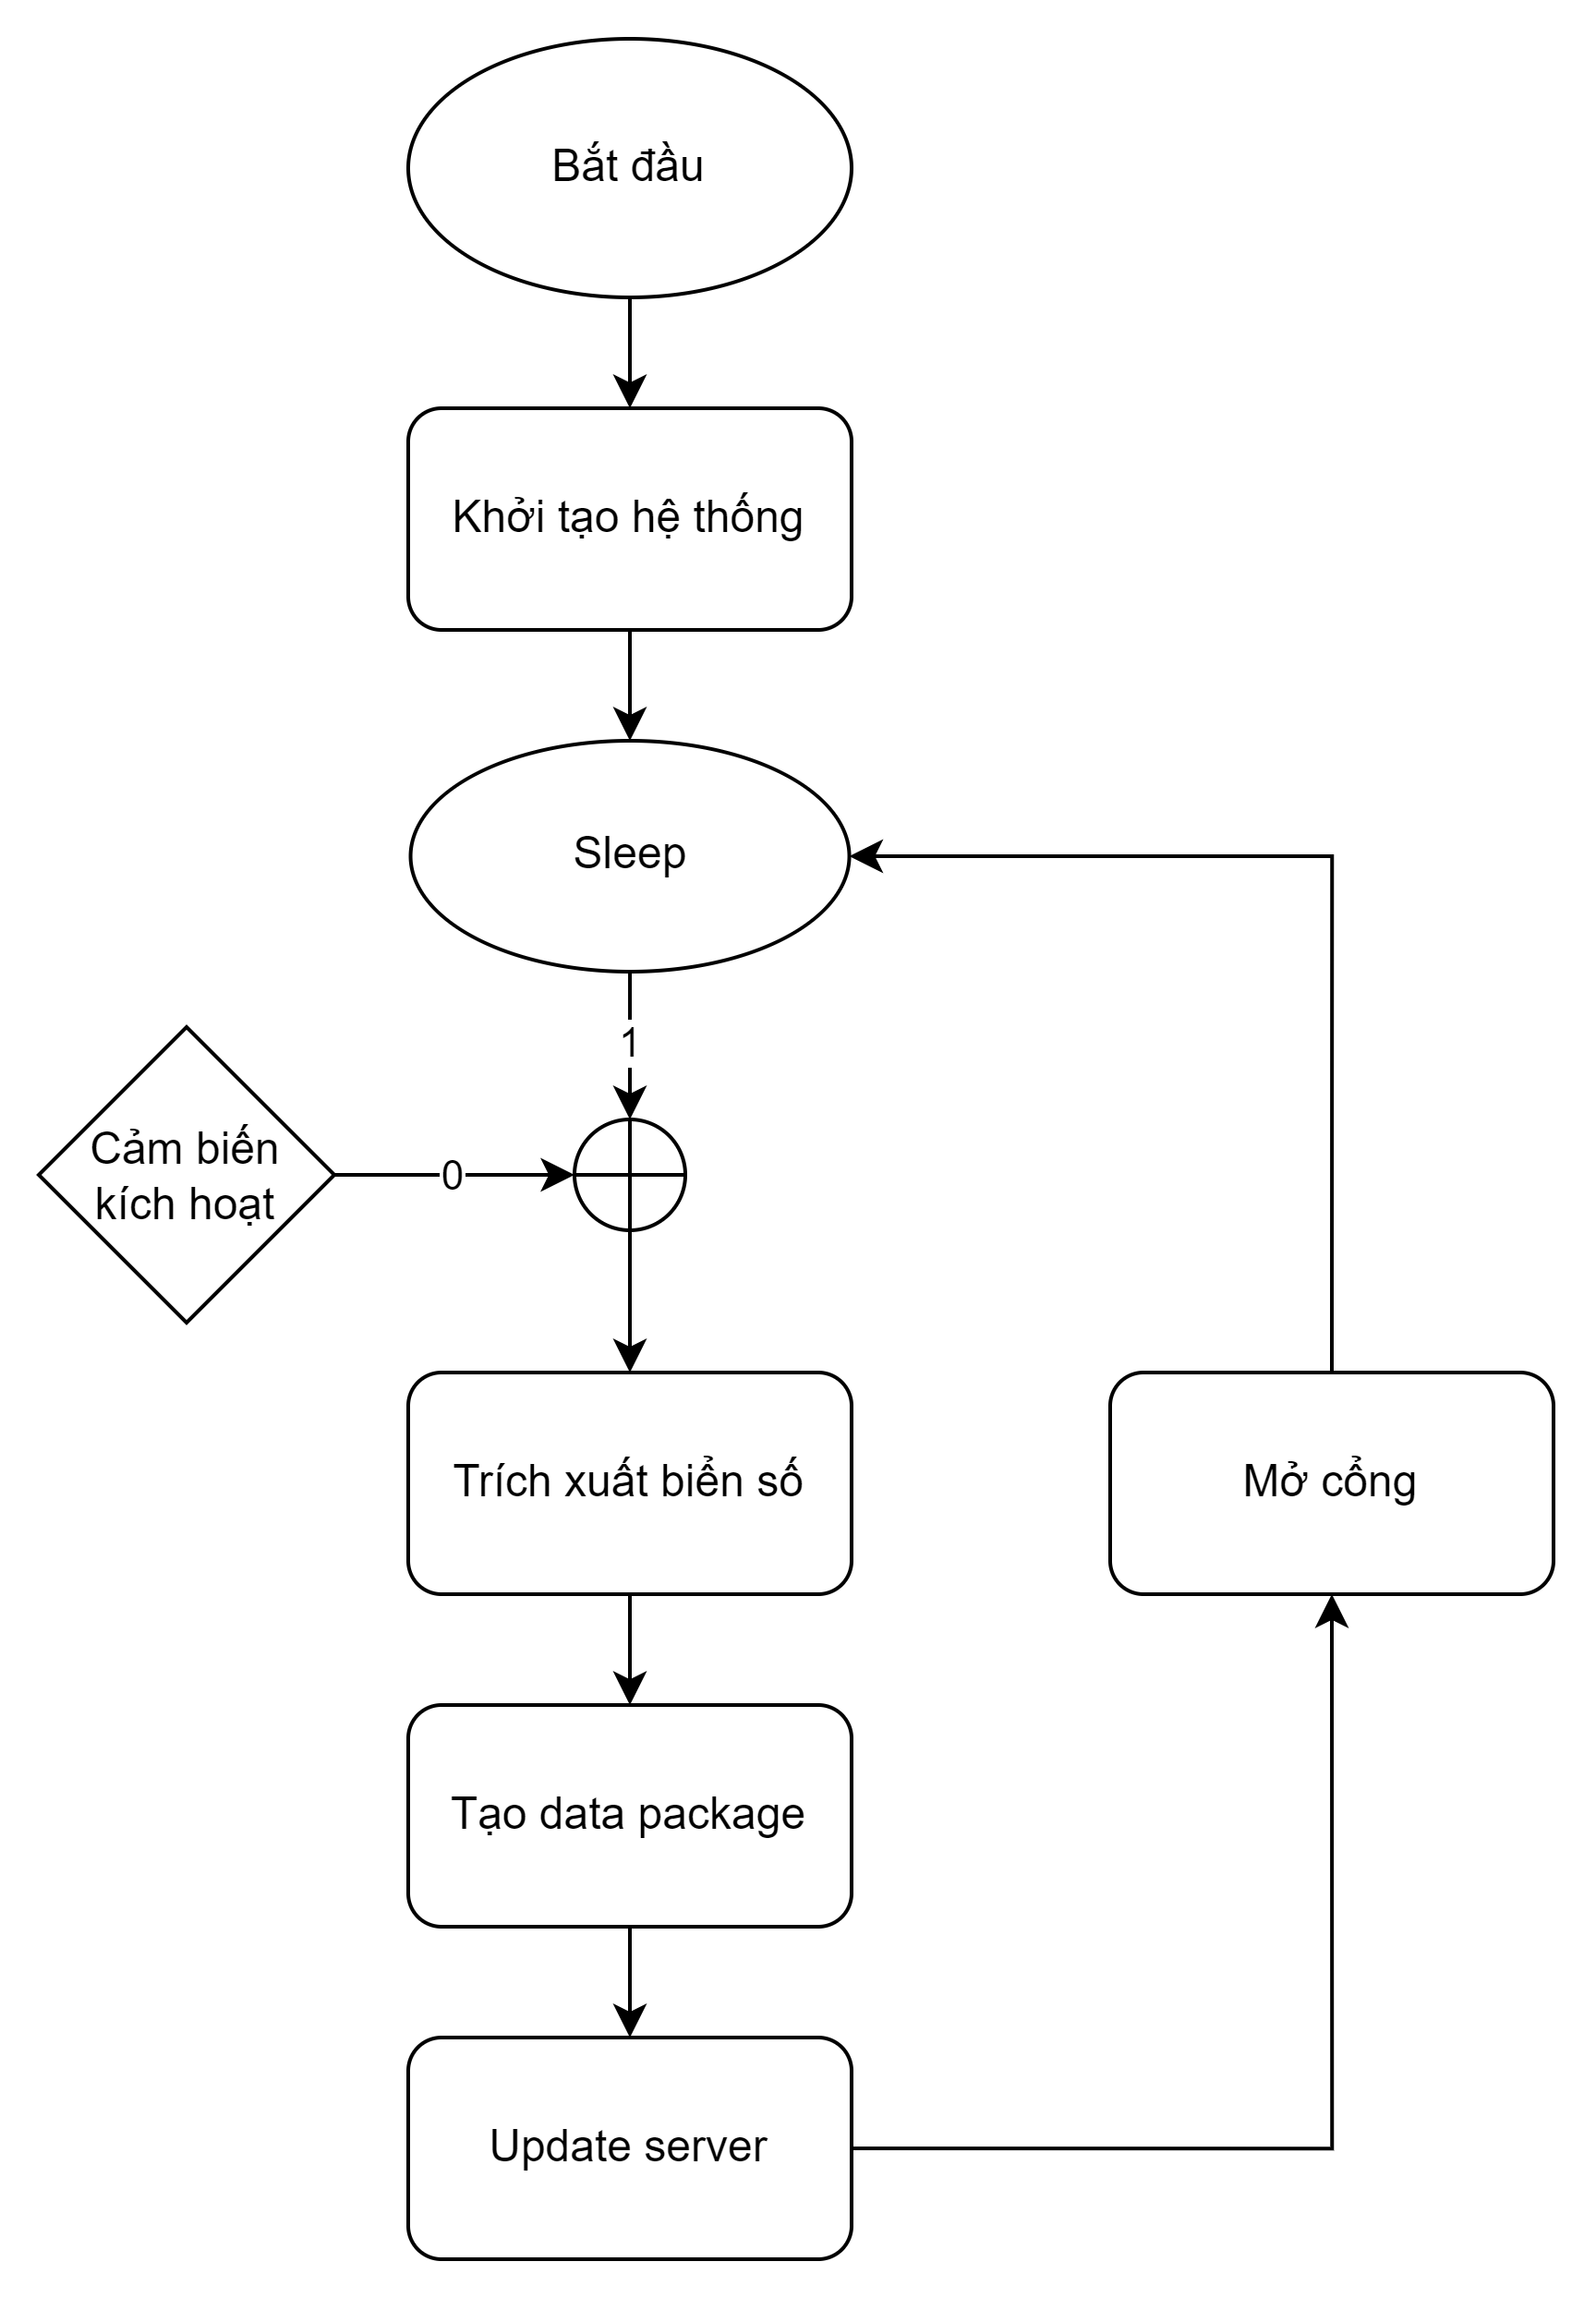 Bắt đầu
Khởi tạo hệ thống
Sleep
1
Cảm biến
kích hoạt
0
Trích xuất biển số
Mở cổng
Tạo data package
Update server